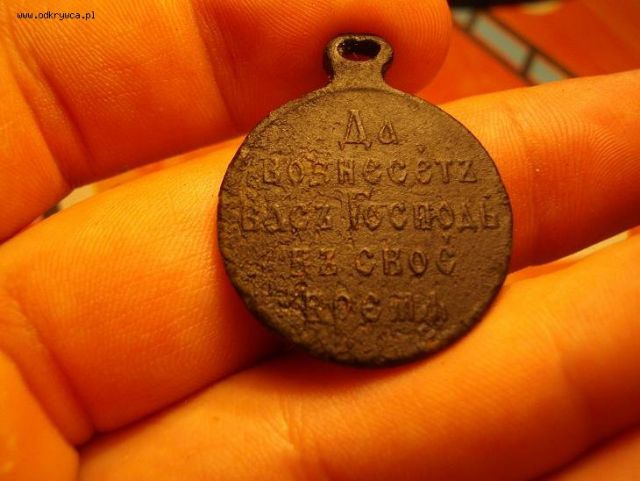 www.odkrywca.pl
Да
вознесетъ
васъ Господь
въ свое
время